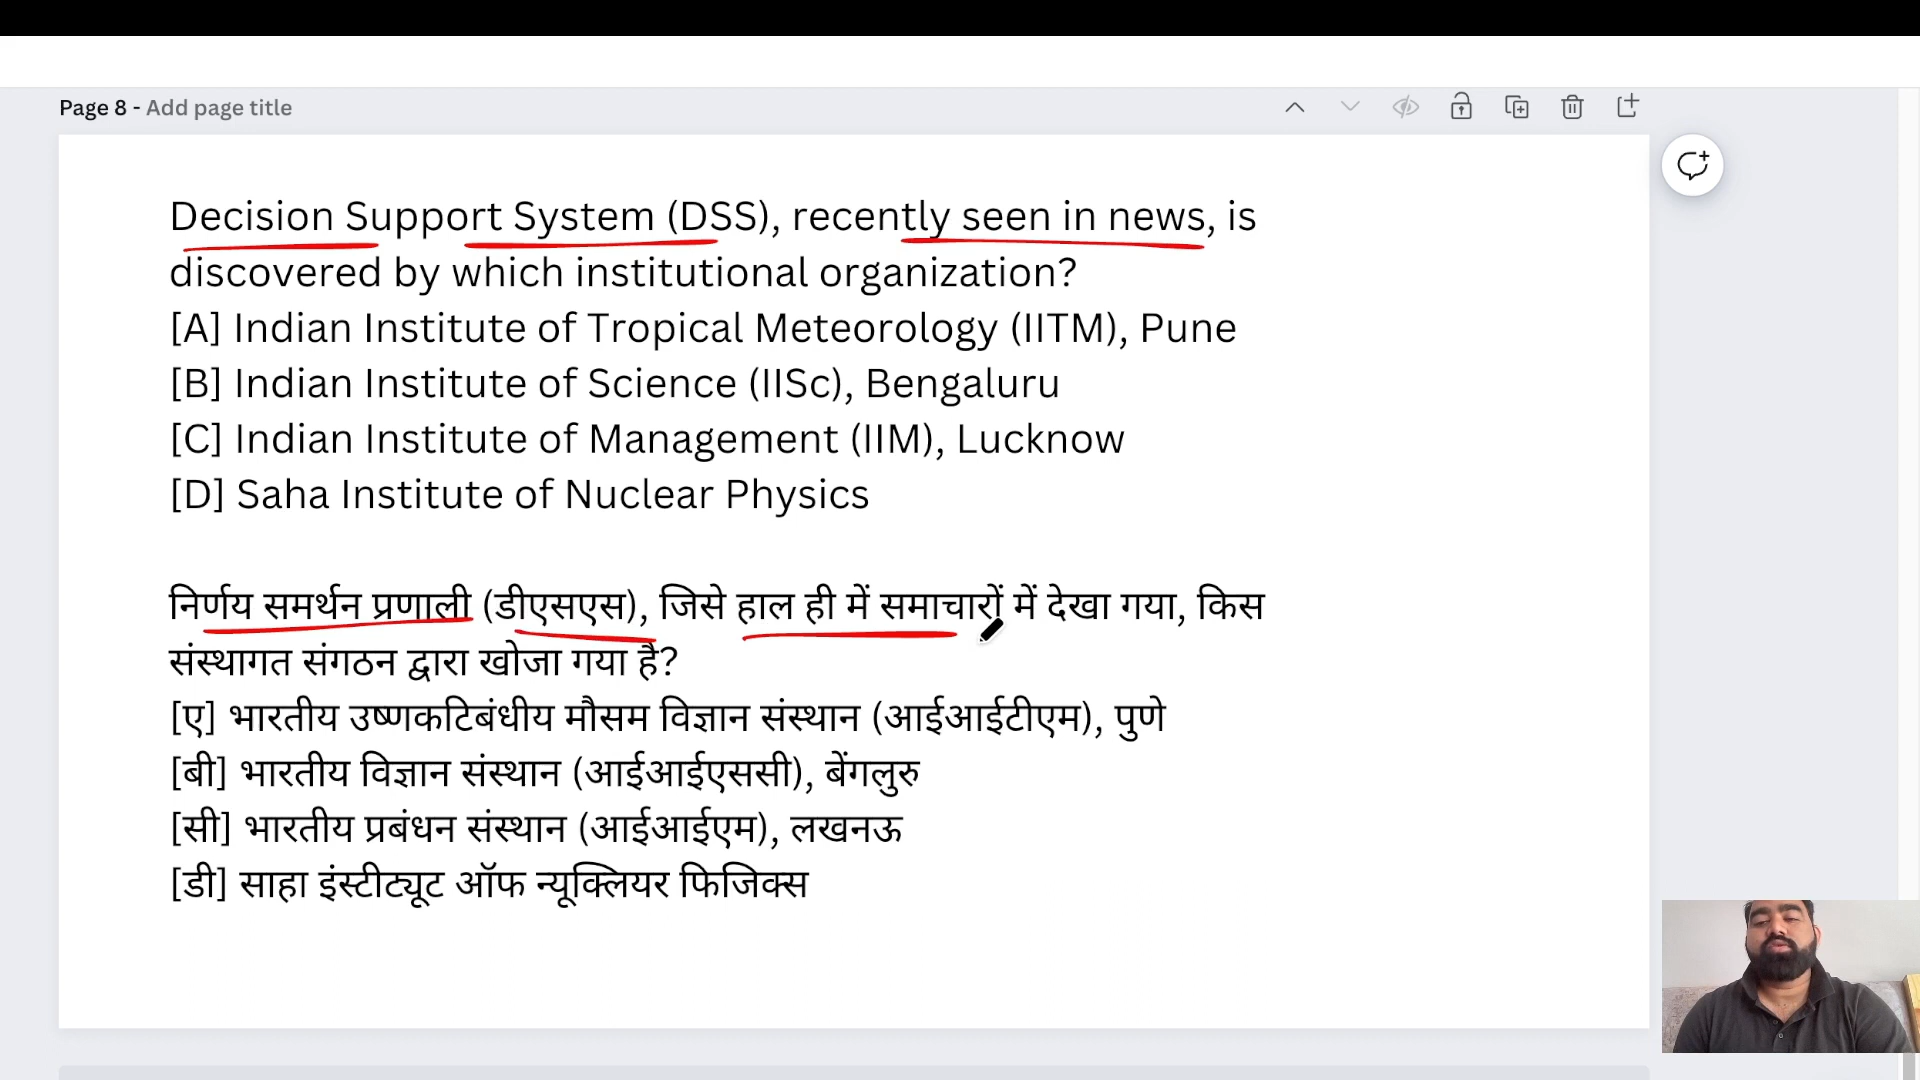 Page 8 - Add page title
Decision Support System (DSS), recently seen in news, is
discovered by which institutional organization?
[A] Indian Institute of Tropical Meteorology (IITM), Pune
[B] Indian Institute of Science (IISc), Bengaluru
[C] Indian Institute of Management (IIM), Lucknow
[D] Saha Institute of Nuclear Physics
निर्णय समर्थन प्रणाली (डीएसएस), जिसे हाल ही में समाचारों में देखा गया, किस
संस्थागत संगठन द्वारा खोजा गया है?
[ए] भारतीय उष्णकटिबंधीय मौसम विज्ञान संस्थान (आईआईटीएम), पुणे
[बी] भारतीय विज्ञान संस्थान (आईआईएससी), बेंगलुरु
[सी] भारतीय प्रबंधन संस्थान (आईआईएम), लखनऊ
[डी] साहा इंस्टीट्यूट ऑफ न्यूक्लियर फिजिक्स